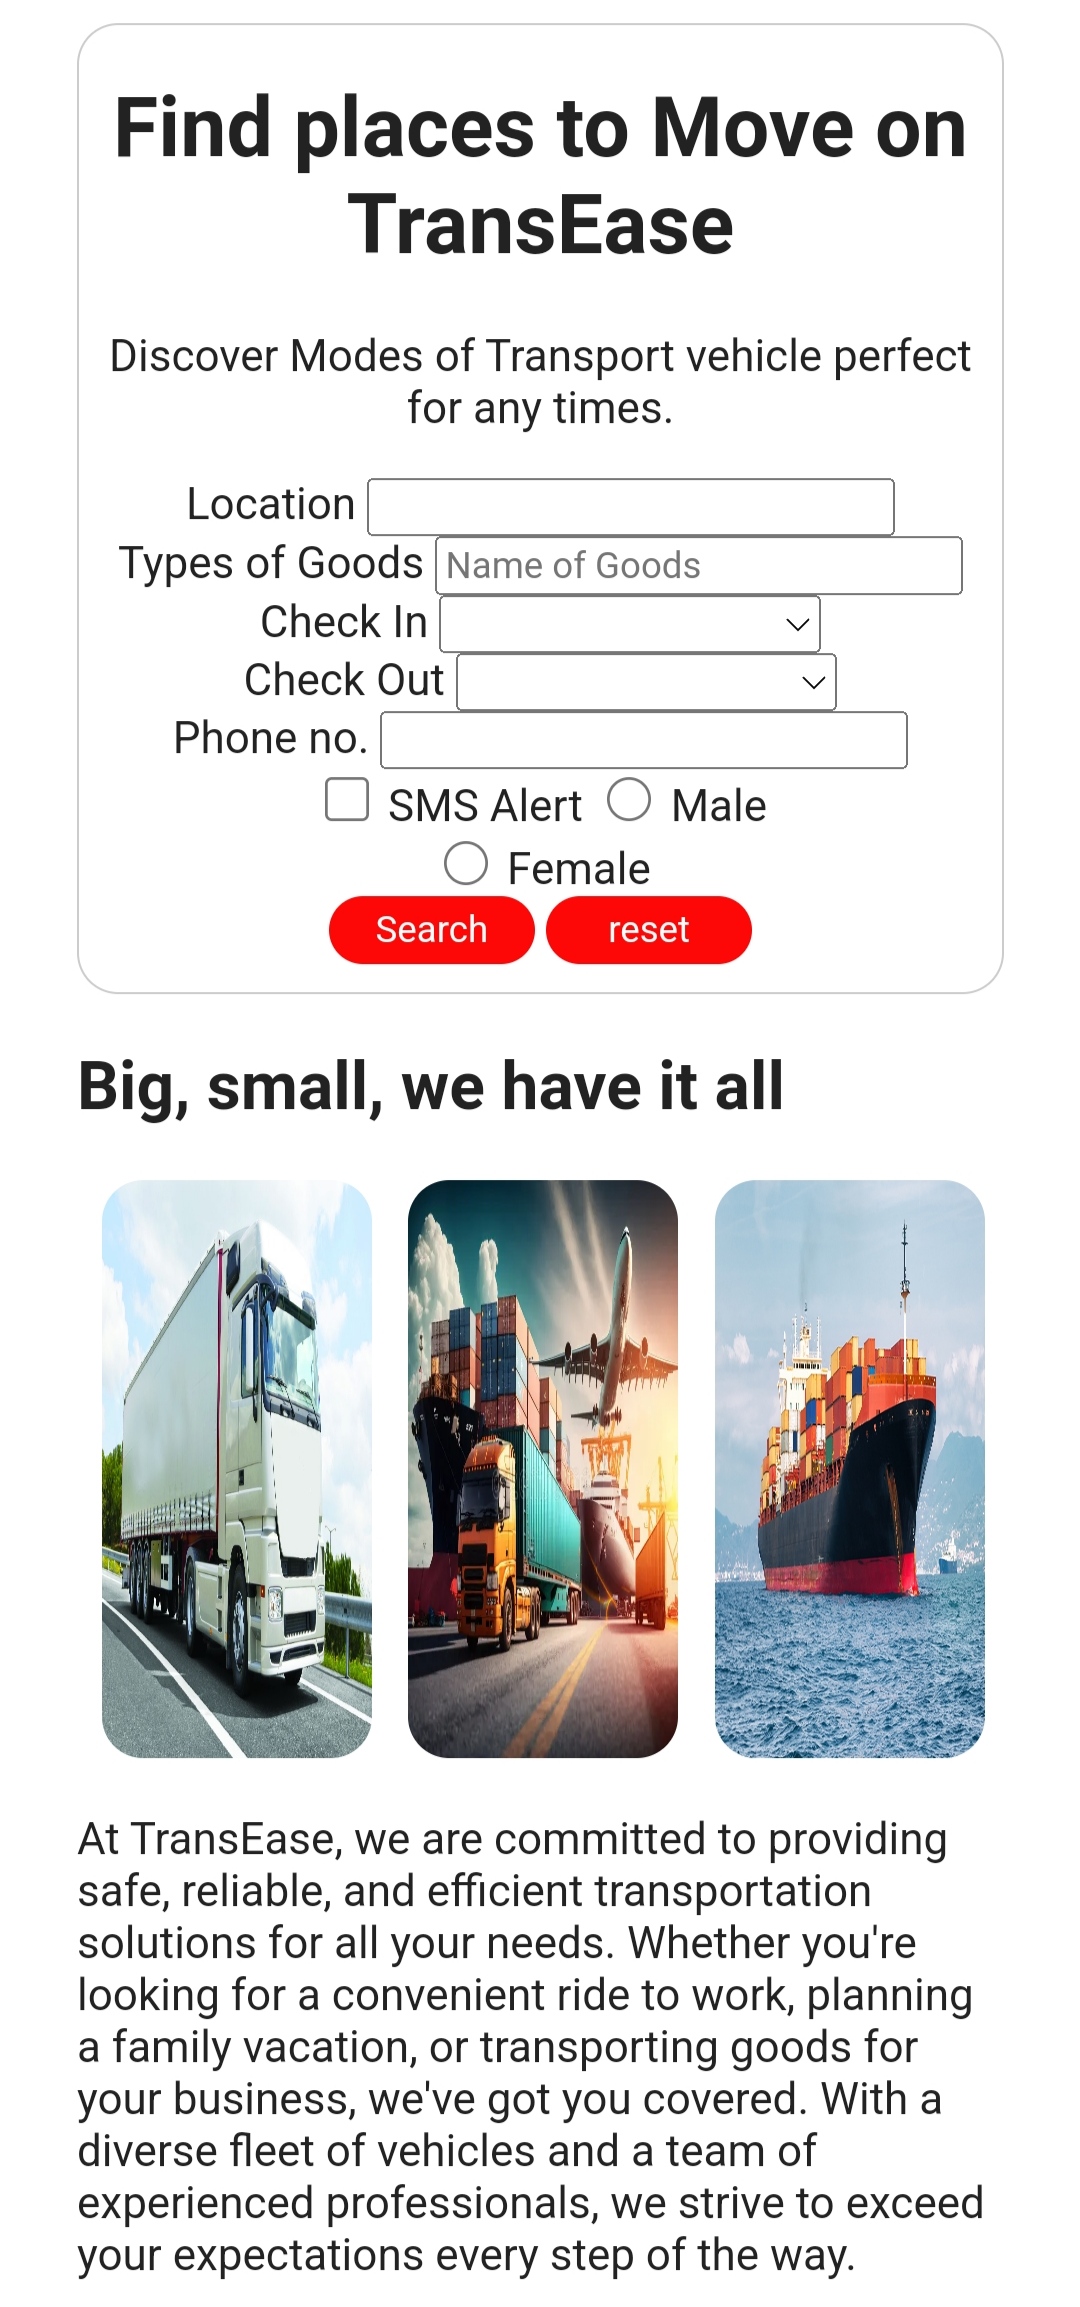 Find places to Move on
TransEase
Discover Modes of Transport vehicle perfect
for any times.
Location
Types of Goods Name of Goods
Check In
Check Out
Phone no.
SMS Alert Male
Female
Search reset
Big, small, we have it all
At TransEase, we are committed to providing
safe, reliable, and efficient transportation
solutions for all your needs. Whether you're
looking for a convenient ride to work, planning
a family vacation, or transporting goods for
your business, we've got you covered. With a
diverse fleet of vehicles and a team of
experienced professionals, we strive to exceed
your expectations every step of the way.